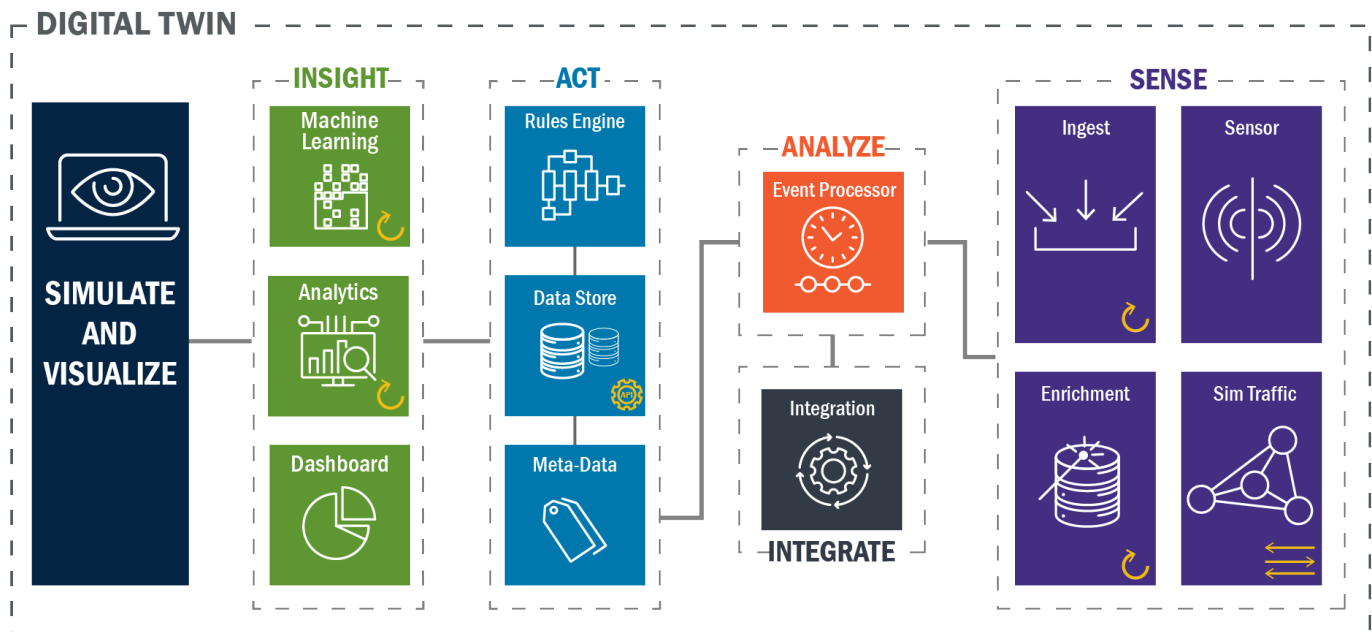 DIGITAL TWIN
SIMULATE
AND
VISUALIZE
INSIGHT
Machine
Learning
Analytics
Dashboard
ACT
Rules Engine
Data Store
API
Meta-Data
ANALYZE
Event Processor
Integration
INTEGRATE
SENSE
Ingest
Sensor
Enrichment
Sim Traffic